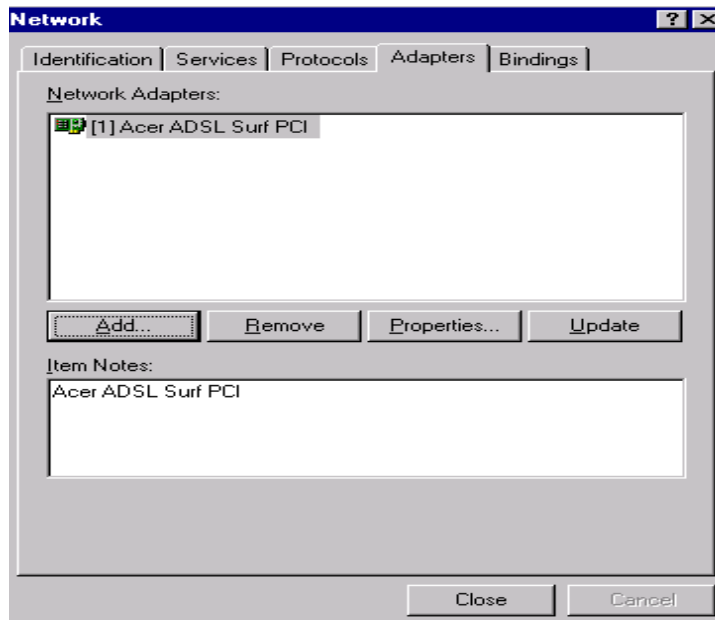 Network
Identification Services Protocols Adapters Bindings
Network Adapters:
[1] Acer ADSL Surf PCI
Add... Remove Properties... Update
Item Notes:
Acer ADSL Surf PCI
Close Cancel